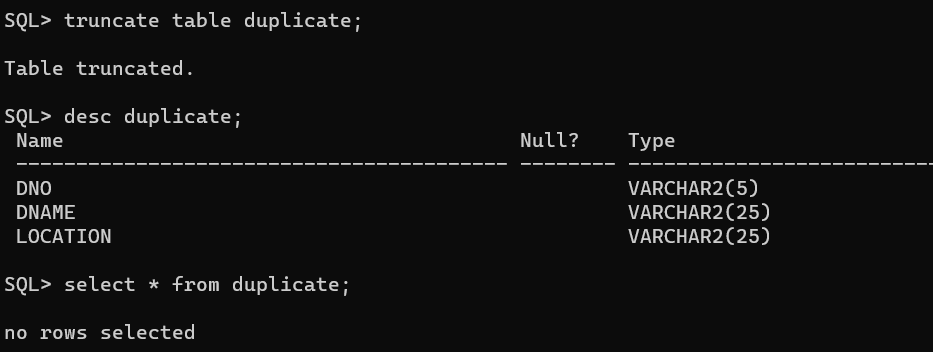 SQL> truncate table duplicate;
Table truncated.
SQL> desc duplicate;
Name Null? Type
----------------------------------------- -------- --------------------------
DNO VARCHAR2(5)
DNAME VARCHAR2(25)
LOCATION VARCHAR2(25)
SQL> select * from duplicate;
no rows selected